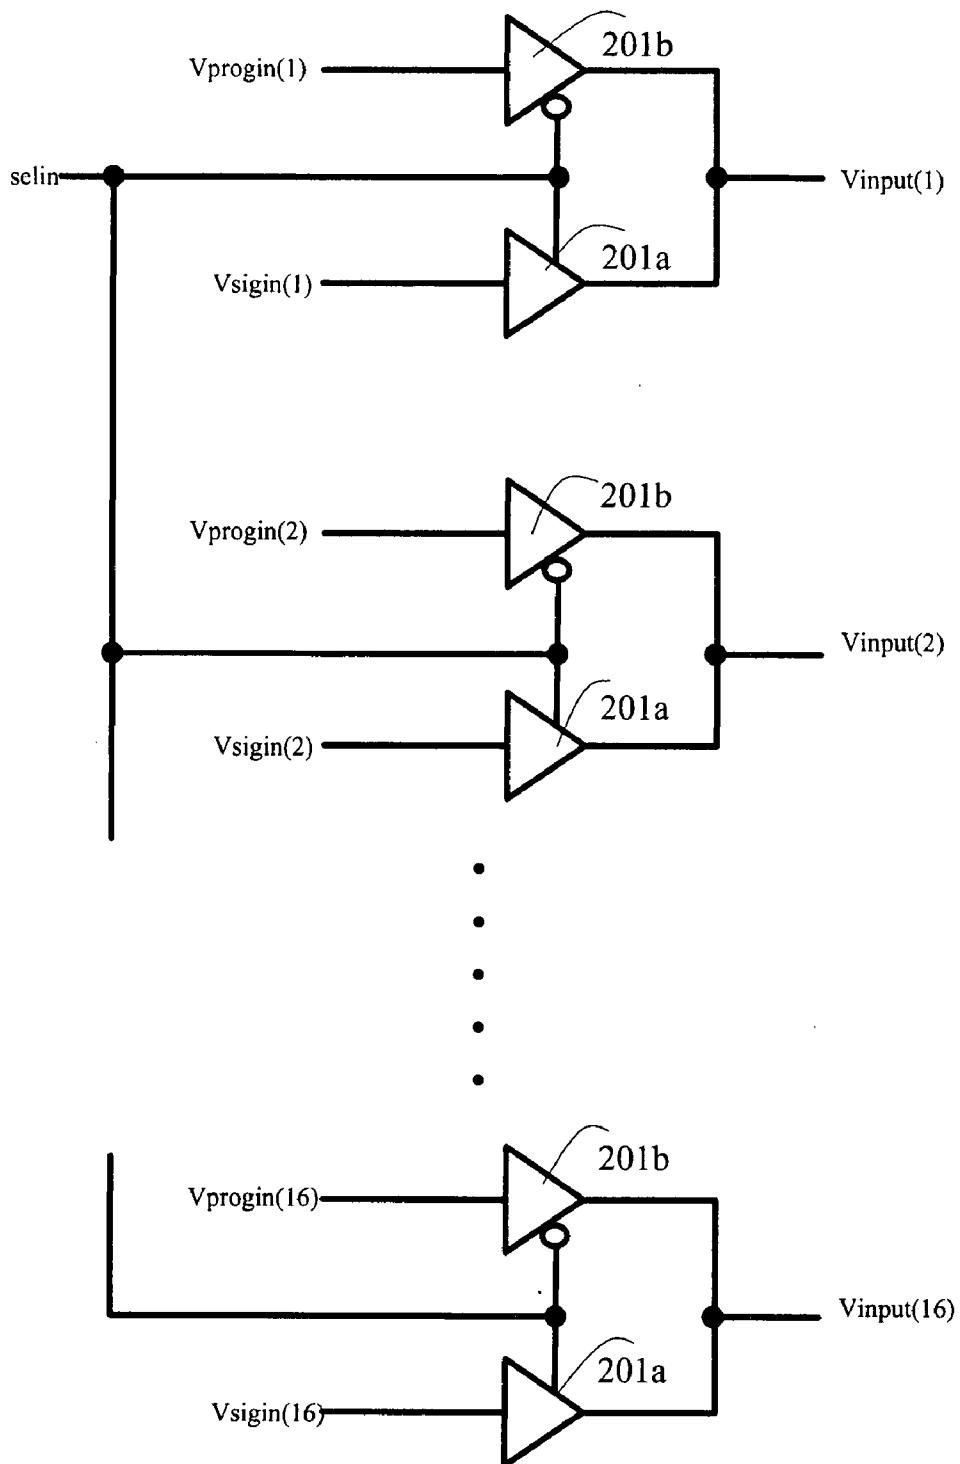 201b
Vprogin(1)
selin
Vinput(1)
201a
Vsigin(1)
201b
Vprogin(2)
Vinput(2)
201a
Vsigin(2)
201b
Vprogin(16)
Vinput(16)
201a
Vsigin(16)